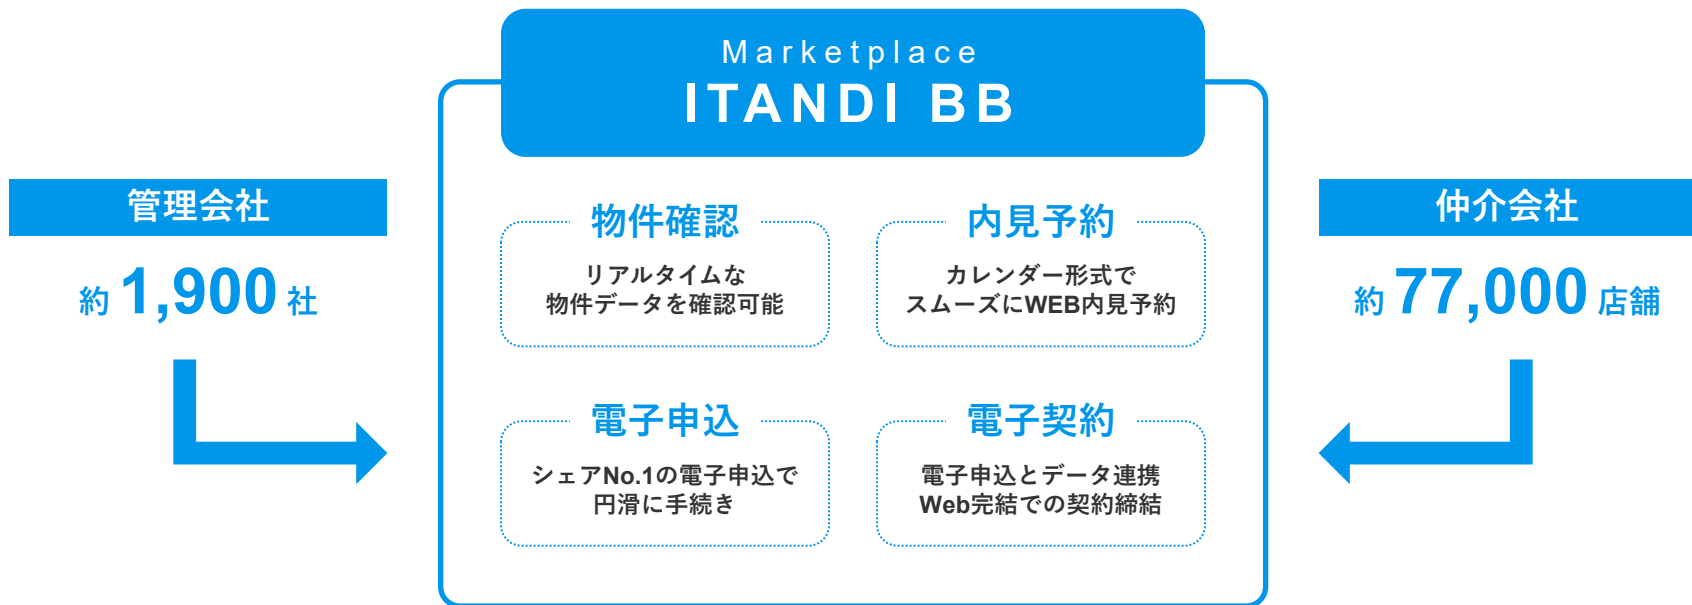 Marketplace
ITANDI BB
管理会社
約 1,900 社
物件確認
リアルタイムな
物件データを確認可能
内見予約
カレンダー形式で
スムーズにWEB内見予約
電子申込
シェアNo.1の電子申込で
円滑に手続き
電子契約
電子申込とデータ連携
Web完結での契約締結
仲介会社
約 77,000 店舗